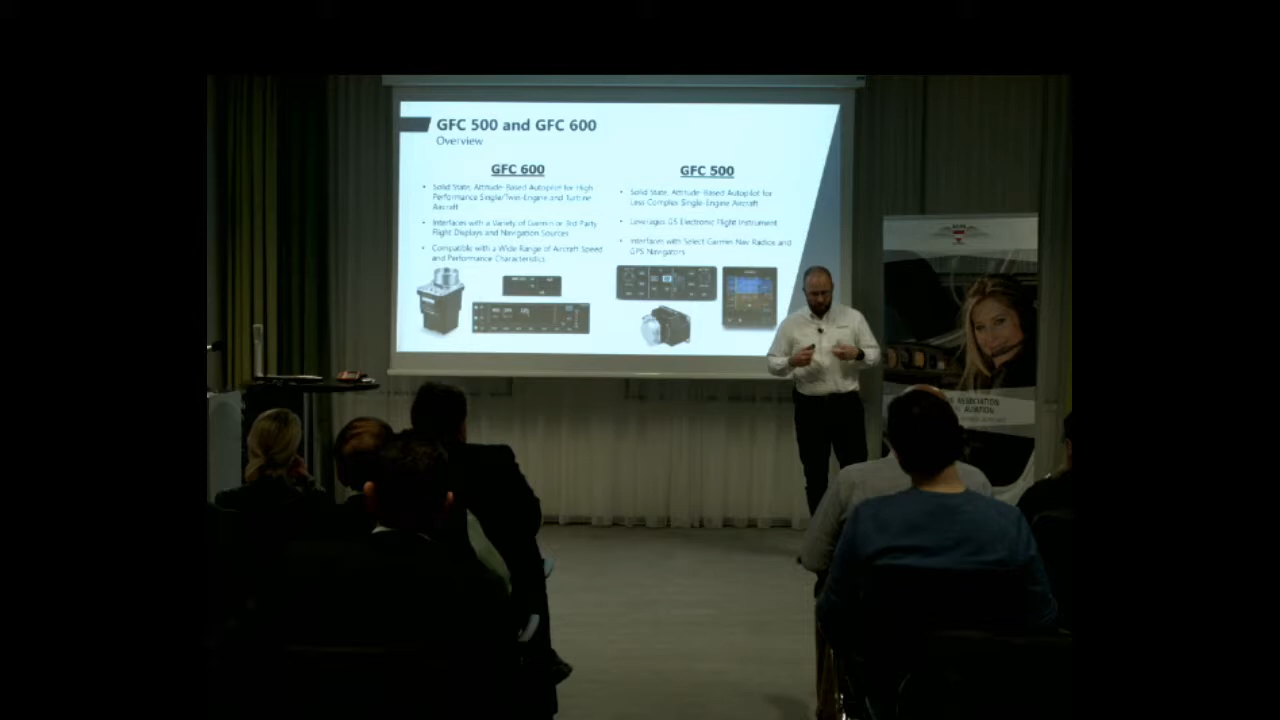 GFC 500 and GFC 600
Overview
GFC 600
• Solid State, Attitude-Based Autopilot for High
Performance Single/Twin-Engine and Turbine
Aircraft
• Interfaces with a Variety of Garmin or 3rd Party
Flight Displays and Navigation Sources
• Compatible with a Wide Range of Aircraft Speed
and Performance Characteristics
GFC 500
• Solid State, Attitude-Based Autopilot for
Less Complex Single-Engine Aircraft
• Leverages G5 Electronic Flight Instrument
• Interfaces with Select Garmin Nav Radios and
GPS Navigators
ASSOCIATION
AVIATION